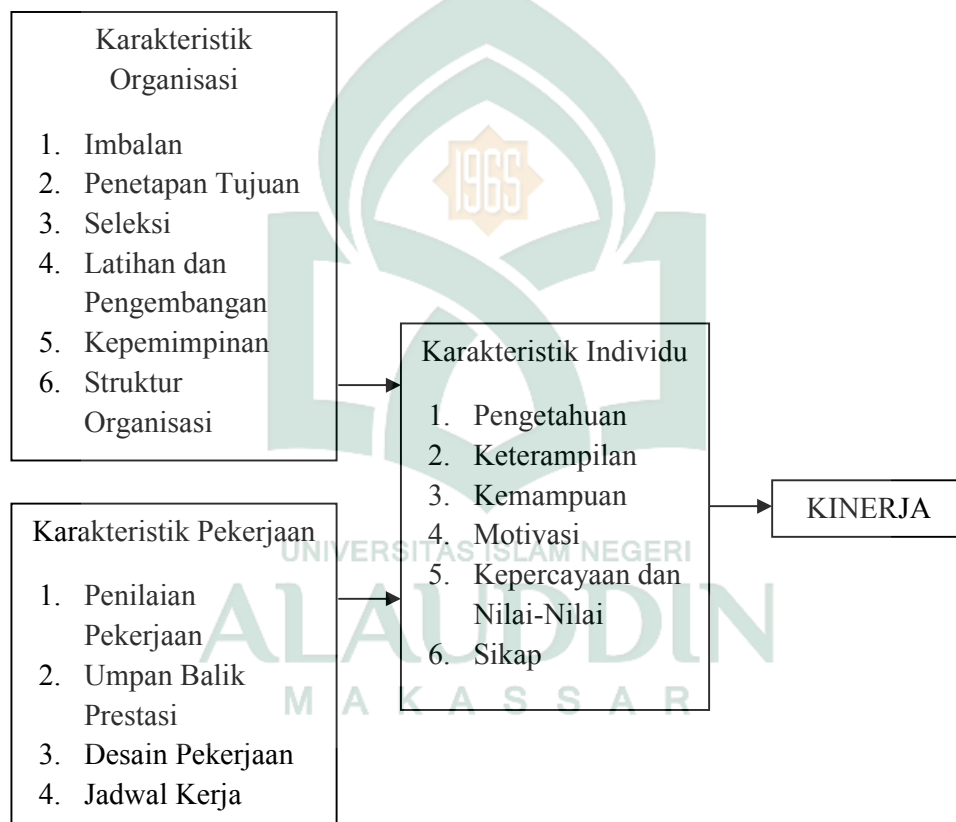 Karakteristik
Organisasi
1. Imbalan
2. Penetapan Tujuan
3. Seleksi
4. Latihan dan
Pengembangan
5. Kepemimpinan
6. Struktur
Organisasi
Karakteristik Pekerjaan
1. Penilaian
Pekerjaan
2. Umpan Balik
Prestasi
3. Desain Pekerjaan
4. Jadwal Kerja
Karakteristik Individu
1. Pengetahuan
2. Keterampilan
3. Kemampuan
4. Motivasi
5. Kepercayaan dan
Nilai-Nilai
6. Sikap
KINERJA
1965
UNIVERSITAS ISLAM NEGERI
ALAUDDIN
MAKASSAR